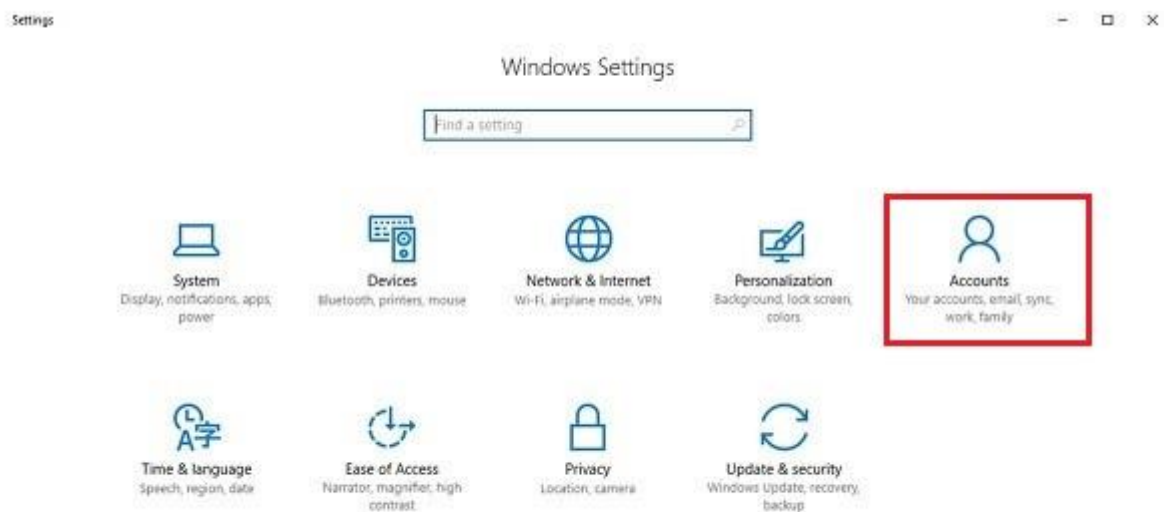 Settings
Windows Settings
Find a setting
System
Display, notifications, apps,
power
Devices
Bluetooth, printers, mouse
Network & Internet
Wi-Fi, airplane mode, VPN
Personalization
Background, lock screen,
colors
Accounts
Your accounts, email, sync,
work, family
A字
Time & language
Speech, region, date
Ease of Access
Narrator, magnifier, high
contrast
Privacy
Location, camera
Update & security
Windows Update, recovery,
backup